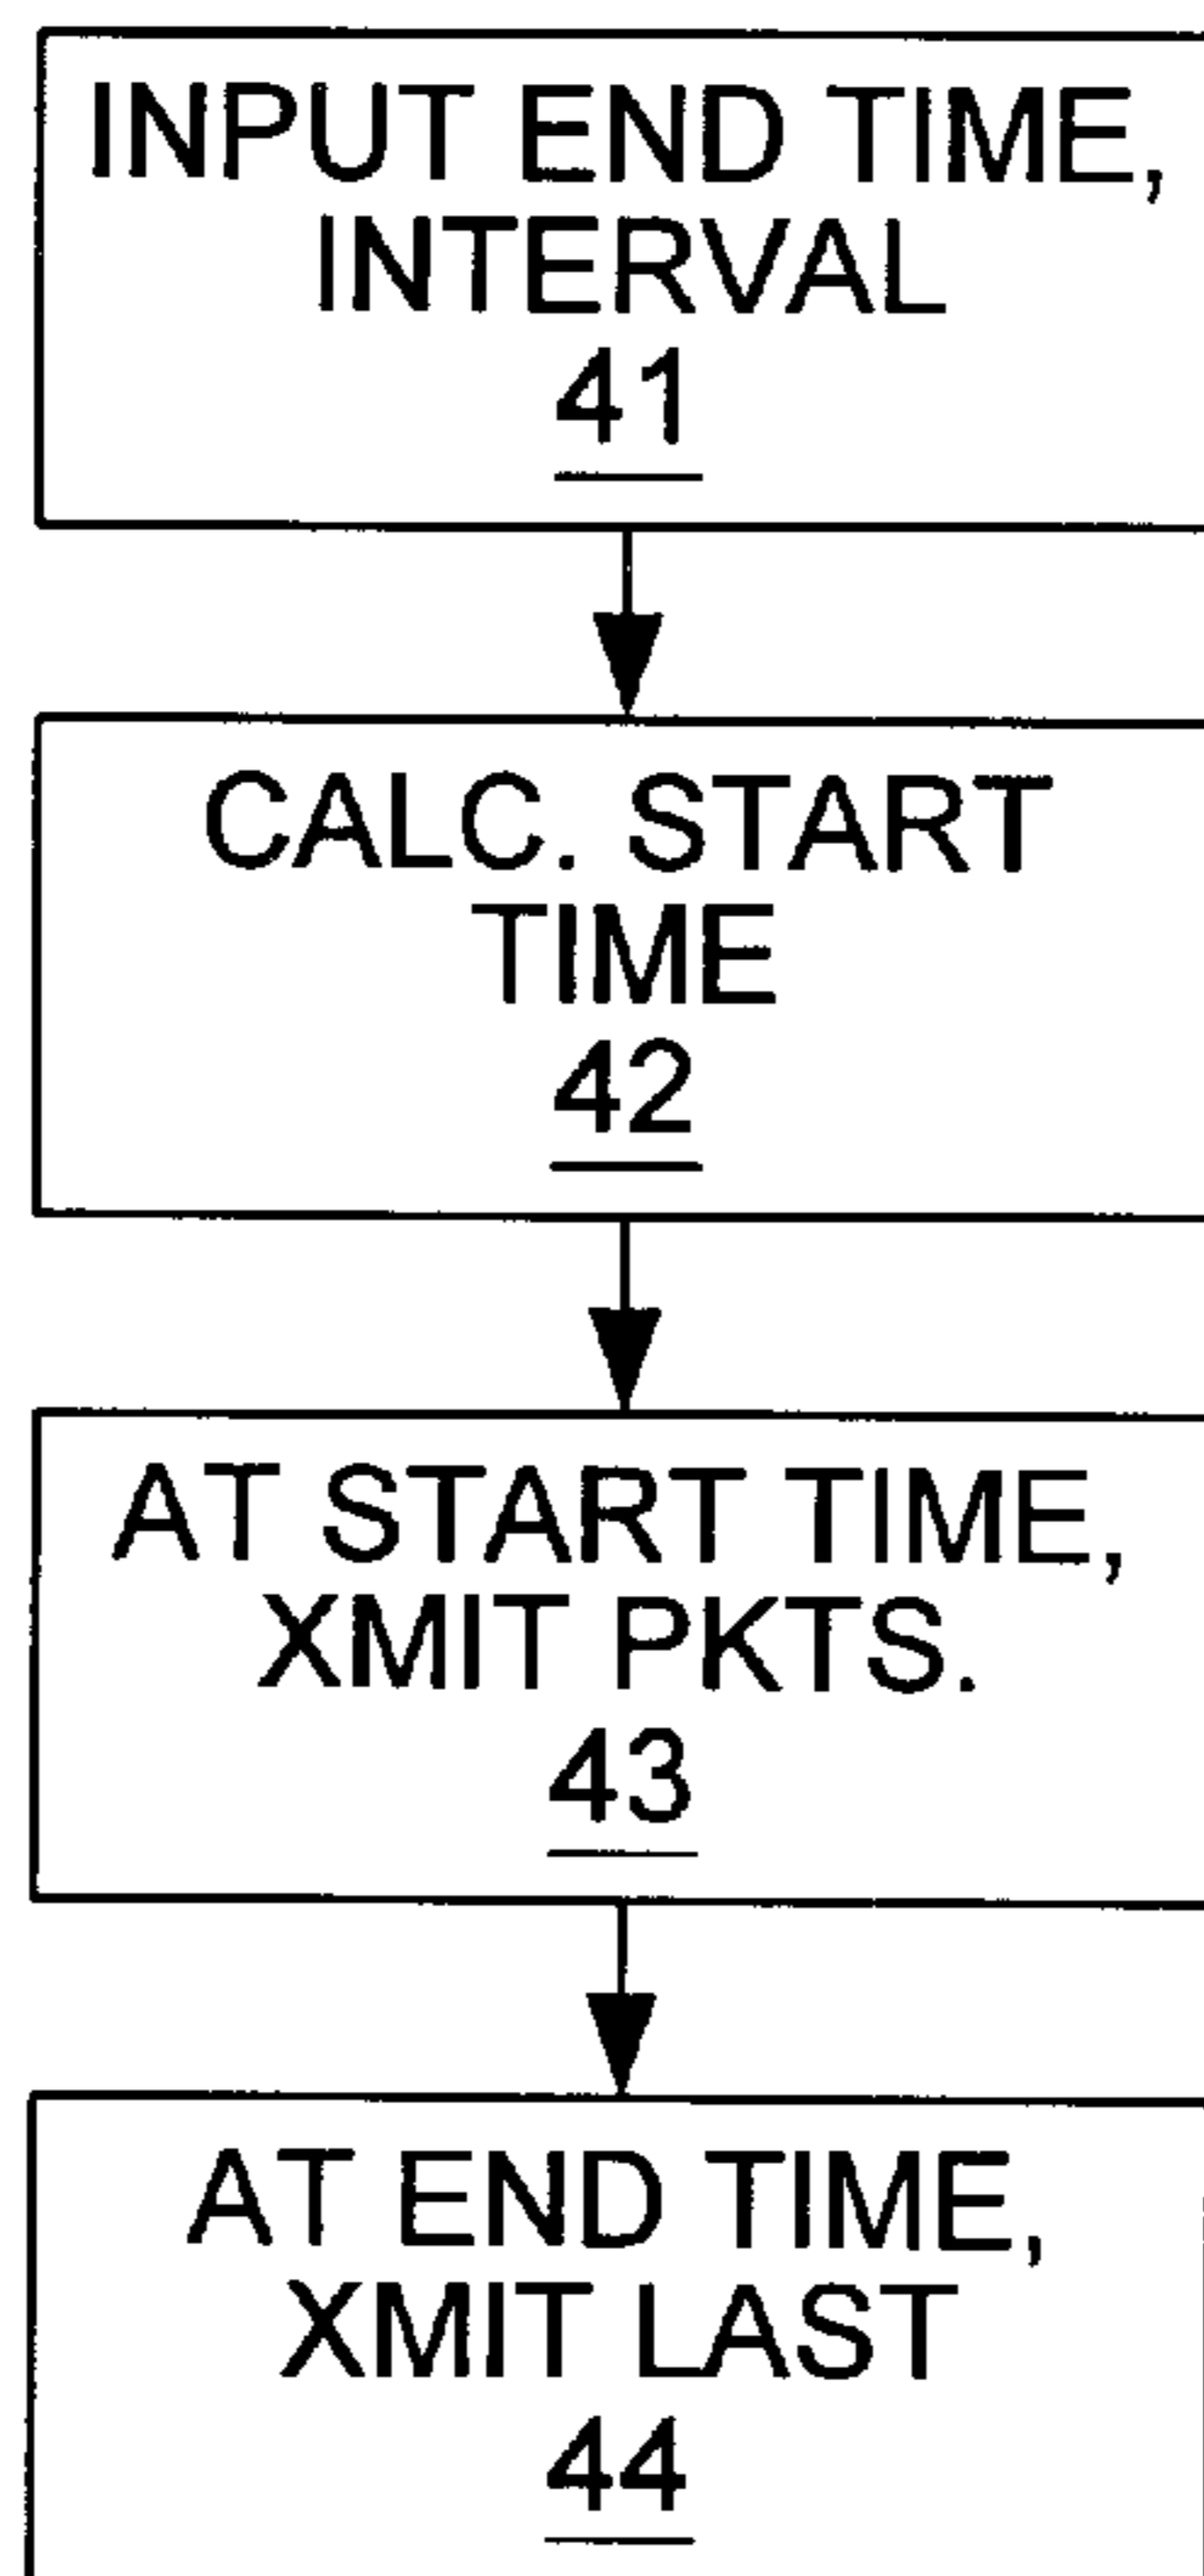 INPUT END TIME,
INTERVAL
41
CALC. START
TIME
42
AT START TIME,
XMIT PKTS.
43
AT END TIME,
XMIT LAST
44